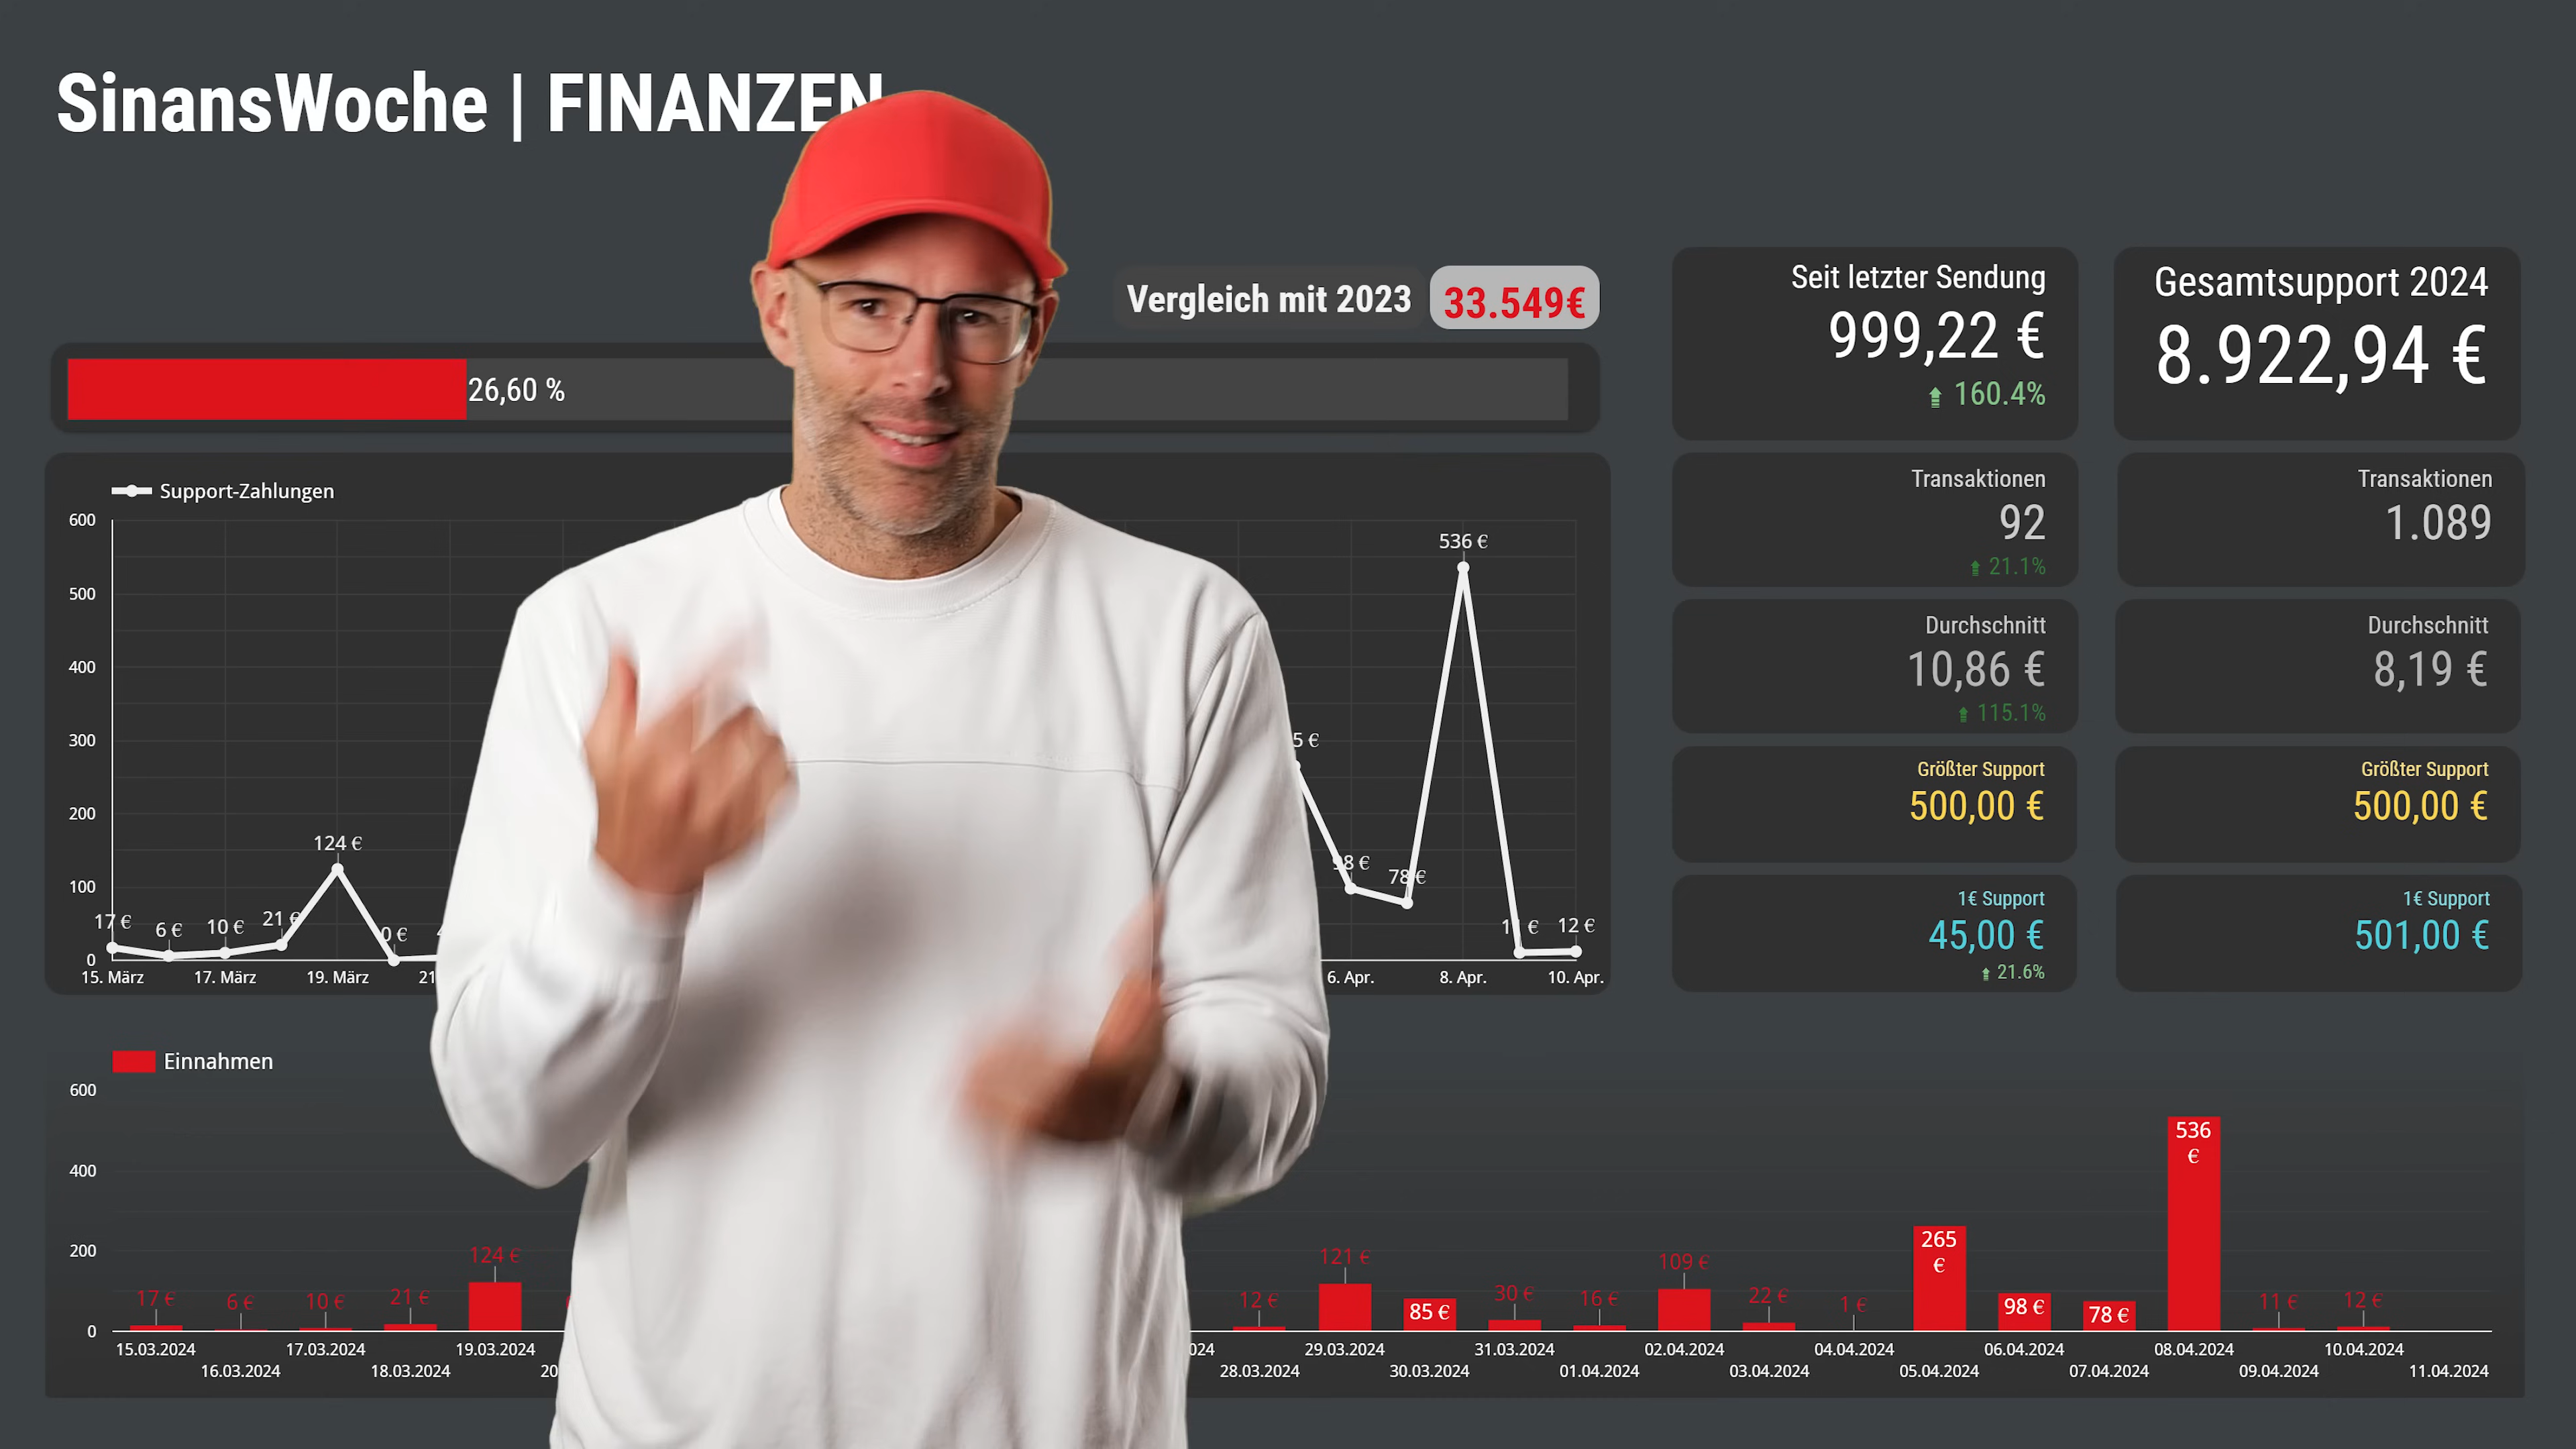 SinansWoche | FINANZEN
Vergleich mit 2023 33.549€
26,60 %
Seit letzter Sendung
999,22 €
160.4%
Gesamtsupport 2024
8.922,94 €
Transaktionen
92
21.1%
Transaktionen
1.089
Durchschnitt
10,86 €
115.1%
Durchschnitt
8,19 €
Größter Support
500,00 €
Größter Support
500,00 €
1€ Support
45,00 €
21.6%
1€ Support
501,00 €
Support-Zahlungen
600
500
400
300
200
100
0
17 €
6 €
10 €
21 €
124 €
0 €
5 €
98 €
78 €
536 €
11 €
12 €
15. März 17. März 19. März 21 6. Apr. 8. Apr. 10. Apr.
Einnahmen
600
400
200
0
17 € 6 € 10 € 21 € 124 € 12 € 121 € 85 € 30 € 16 € 109 € 22 € 1 € 265 € 98 € 78 € 536 € 11 € 12 €
15.03.2024 17.03.2024 19.03.2024 024 29.03.2024 31.03.2024 02.04.2024 04.04.2024 06.04.2024 08.04.2024 10.04.2024
16.03.2024 18.03.2024 20 28.03.2024 30.03.2024 01.04.2024 03.04.2024 05.04.2024 07.04.2024 09.04.2024 11.04.2024